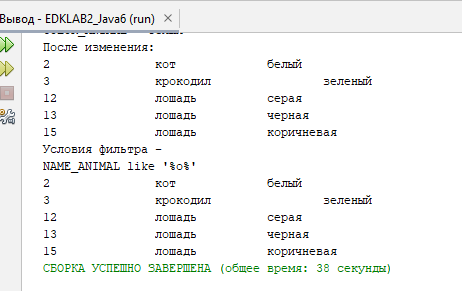 Вывод - EDKLAB2_Java6 (run) ×
После изменения:
2 кот белый
3 крокодил зеленый
12 лошадь серая
13 лошадь черная
15 лошадь коричневая
Условия фильтра -
NAME_ANIMAL like '%о%'
2 кот белый
3 крокодил зеленый
12 лошадь серая
13 лошадь черная
15 лошадь коричневая
СБОРКА УСПЕШНО ЗАВЕРШЕНА (общее время: 38 секунды)